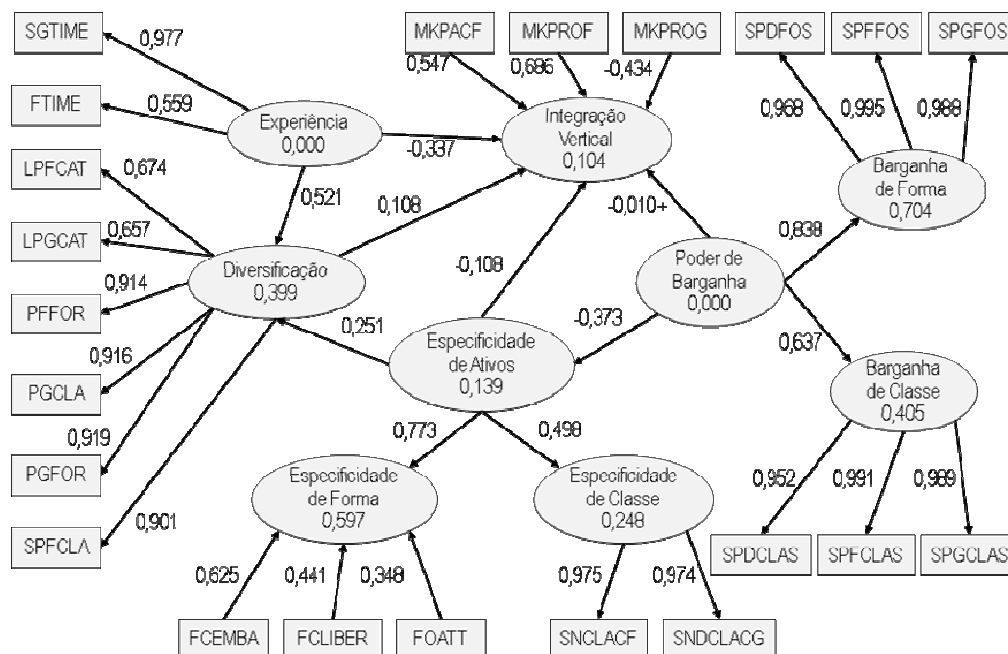 SGTIME
0,977
MKPACF
MKPROF
MKPROG
SPDFOS
SPFFOS
SPGFOS
0,547
0,686
-0,434
FTIME
0,559
Experiência
0,000
Integração
Vertical
0,104
0,968
0,995
0,988
-0,337
LPFCAT
0,674
0,521
0,108
-0,010+
Barganha
de Forma
0,704
LPGCAT
0,657
0,838
Diversificação
0,399
-0,108
Poder de
Barganha
0,000
PFFOR
0,914
0,251
-0,373
0,637
PGCLA
0,916
Especificidade
de Ativos
0,139
Barganha
de Classe
0,405
0,919
PGFOR
0,773
0,498
0,952
0,991
0,989
Especificidade
de Forma
0,597
Especificidade
de Classe
0,248
SPFCLA
0,901
SPDCLAS
SPFCLAS
SPGCLAS
0,625
0,441
0,348
0,975
0,974
FCEMBA
FCLIBER
FOATT
SNCLACF
SNDCLACG